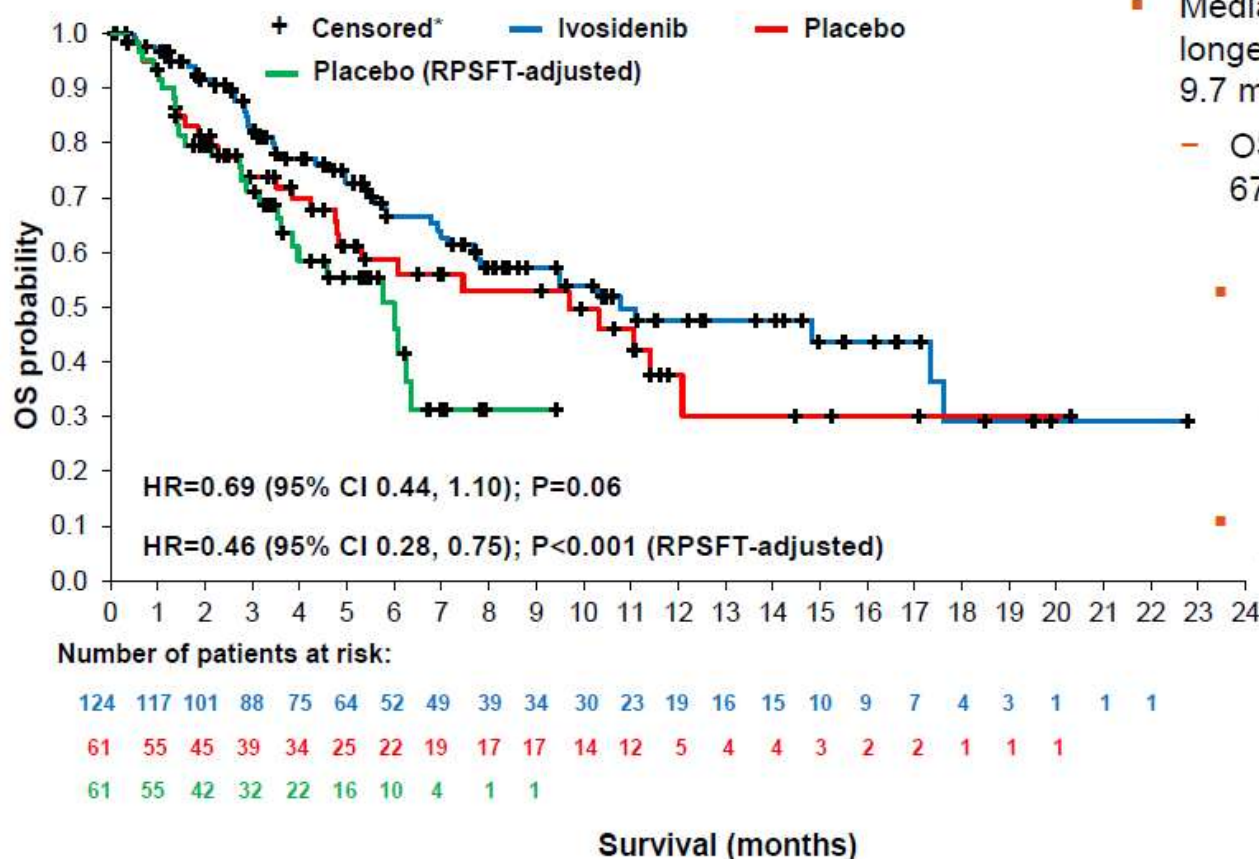 Censored* Ivosidenib Placebo
Placebo (RPSFT-adjusted)
1.0
0.9
0.8
0.7
0.6
0.5
0.4
0.3
0.2
0.1
0.0
OS probability
HR=0.69 (95% CI 0.44, 1.10); P=0.06
HR=0.46 (95% CI 0.28, 0.75); P<0.001 (RPSFT-adjusted)
0 1 2 3 4 5 6 7 8 9 10 11 12 13 14 15 16 17 18 19 20 21 22 23 24
Number of patients at risk:
124 117 101 88 75 64 52 49 39 34 30 23 19 16 15 10 9 7 4 3 1 1 1
61 55 45 39 34 25 22 19 17 17 14 12 5 4 4 3 2 2 1 1 1
61 55 42 32 22 16 10 4 1 1
Survival (months)
longe
9.7 m
– OS
67